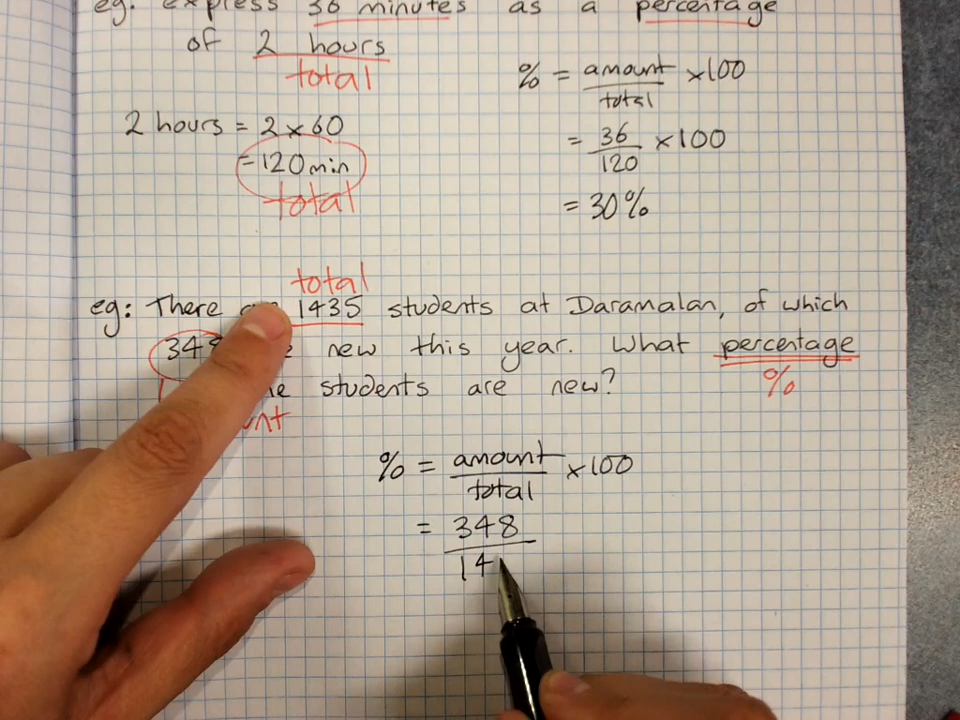 eg. express 36 minutes as a percentage
of 2 hours
total
% = amount/total ×100
2 hours = 2 × 60
= 36/120 ×100
= 120 min
total
= 30%
total
eg: There 1435 students at Daramalan, of which
new this year. What percentage
students are new?
%
% = amount/total ×100
= 348/14